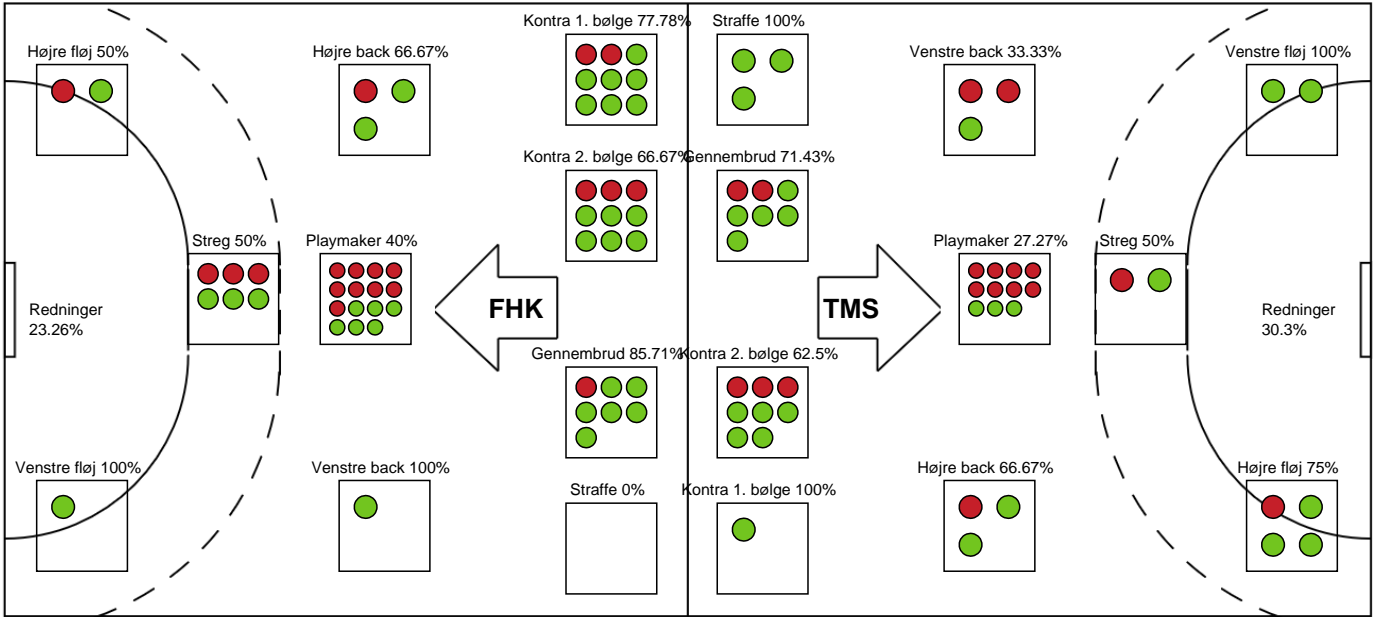 Kontra 1. bølge 77.78%
Straffe 100%
Højre fløj 50%
Højre back 66.67%
Venstre back 33.33%
Venstre fløj 100%
Kontra 2. bølge 66.67%
Gennembrud 71.43%
Streg 50%
Playmaker 40%
Playmaker 27.27%
Streg 50%
Redninger
23.26%
FHK
TMS
Redninger
30.3%
Gennembrud 85.71%
Kontra 2. bølge 62.5%
Venstre fløj 100%
Venstre back 100%
Højre back 66.67%
Højre fløj 75%
Straffe 0%
Kontra 1. bølge 100%